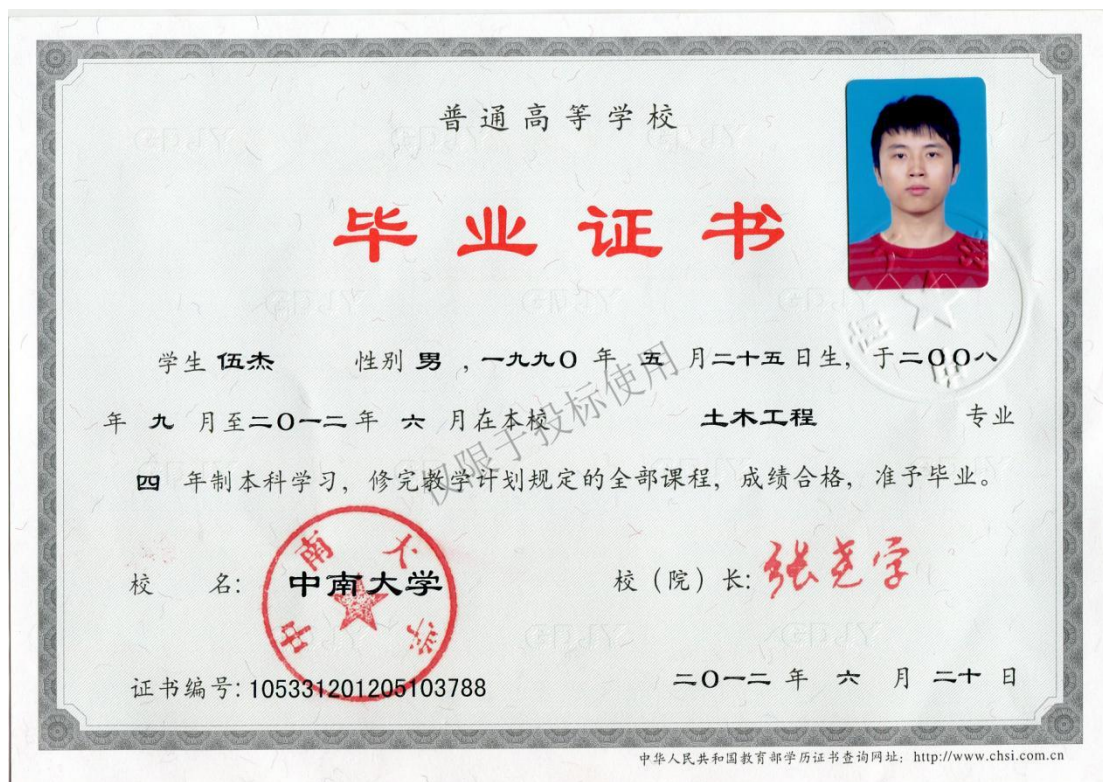 普通高等学校
毕业证书
学生 伍杰 性别 男 ，一九九〇 年 五 月二十五日生，于二〇〇八
年 九 月至二〇一二年 六 月在本校 土木工程 专业
四 年制本科学习，修完教学计划规定的全部课程，成绩合格，准予毕业。
仅限于投标使用
中南大学
校 名：中南大学 校（院）长：张尧学
证书编号：105331201205103788 二〇一二 年 六 月 二十 日
中华人民共和国教育部学历证书查询网址：http://www.chsi.com.cn